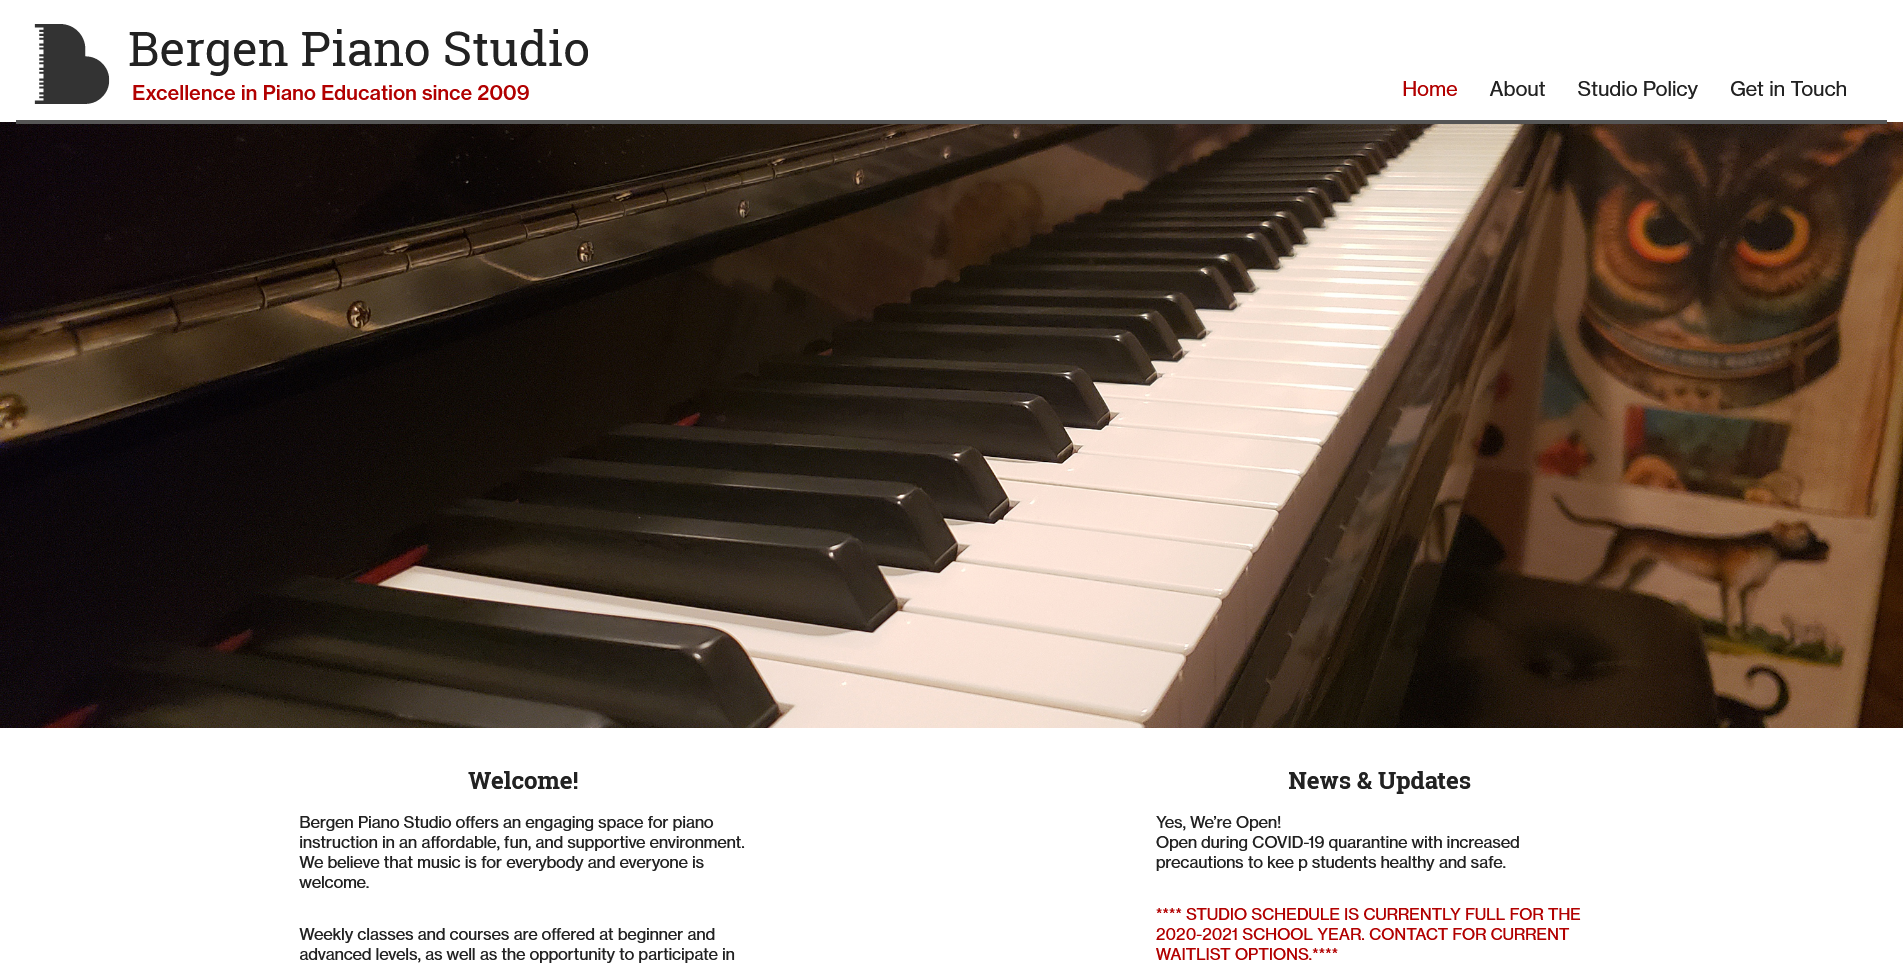 Bergen Piano Studio
Excellence in Piano Education since 2009
Home About Studio Policy Get in Touch
Welcome!
Bergen Piano Studio offers an engaging space for piano
instruction in an affordable, fun, and supportive environment.
We believe that music is for everybody and everyone is
welcome.
Weekly classes and courses are offered at beginner and
advanced levels, as well as the opportunity to participate in
News & Updates
Yes, We’re Open!
Open during COVID-19 quarantine with increased
precautions to kee p students healthy and safe.
**** STUDIO SCHEDULE IS CURRENTLY FULL FOR THE
2020-2021 SCHOOL YEAR. CONTACT FOR CURRENT
WAITLIST OPTIONS.****